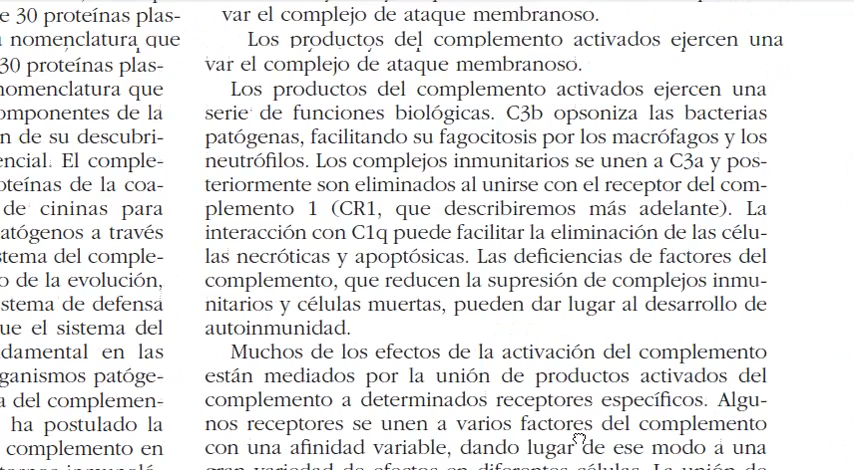 e 30 proteínas plas-
nomenclatura que
30 proteínas plas-
nomenclatura que
omponentes de la
n de su descubri-
encial. El comple-
oteínas de la coa-
de cininas para
atógenos a través
stema del comple-
o de la evolución,
stema de defensa
ue el sistema del
damental en las
ganismos patóge-
a del complemen-
ha postulado la
complemento en
var el complejo de ataque membranoso.
Los productos del complemento activados ejercen una
var el complejo de ataque membranoso.
Los productos del complemento activados ejercen una
serie de funciones biológicas. C3b opsoniza las bacterias
patógenas, facilitando su fagocitosis por los macrófagos y los
neutrófilos. Los complejos inmunitarios se unen a C3a y pos-
teriormente son eliminados al unirse con el receptor del com-
plemento 1 (CR1, que describiremos más adelante). La
interacción con C1q puede facilitar la eliminación de las célu-
las necróticas y apoptósicas. Las deficiencias de factores del
complemento, que reducen la supresión de complejos inmu-
nitarios y células muertas, pueden dar lugar al desarrollo de
autoinmunidad.
Muchos de los efectos de la activación del complemento
están mediados por la unión de productos activados del
complemento a determinados receptores específicos. Algu-
nos receptores se unen a varios factores del complemento
con una afinidad variable, dando lugar de ese modo a una
gran variedad de efectos en diferentes células. La unión de